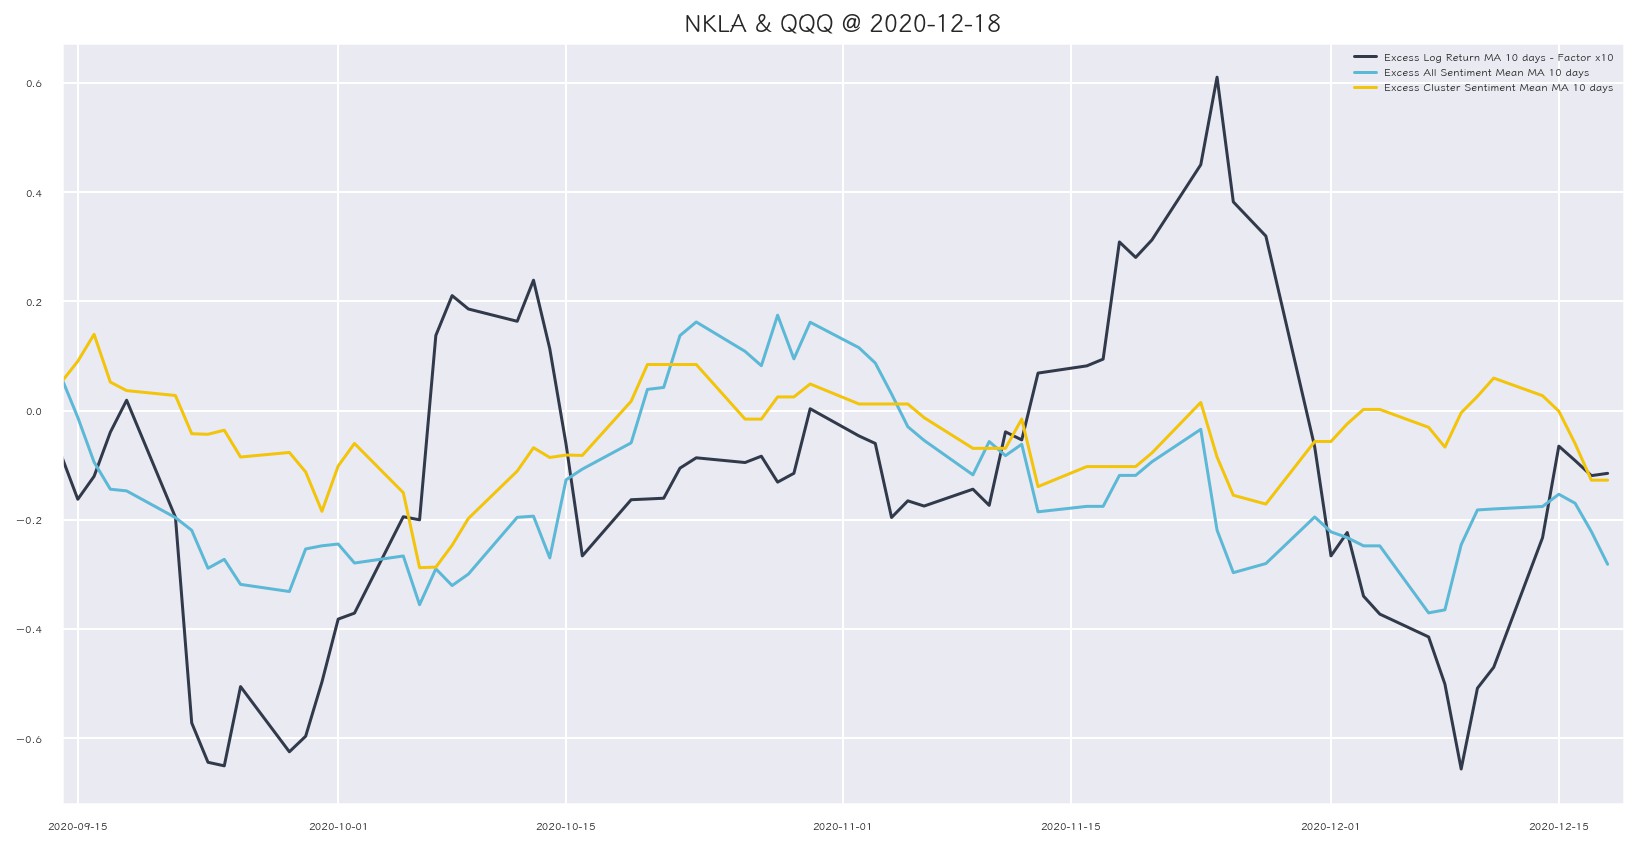 NKLA & QQQ @ 2020-12-18
Excess Log Return MA 10 days - Factor x10
Excess All Sentiment Mean MA 10 days
Excess Cluster Sentiment Mean MA 10 days
0.6
0.4
0.2
0.0
−0.2
−0.4
−0.6
2020-09-15 2020-10-01 2020-10-15 2020-11-01 2020-11-15 2020-12-01 2020-12-15